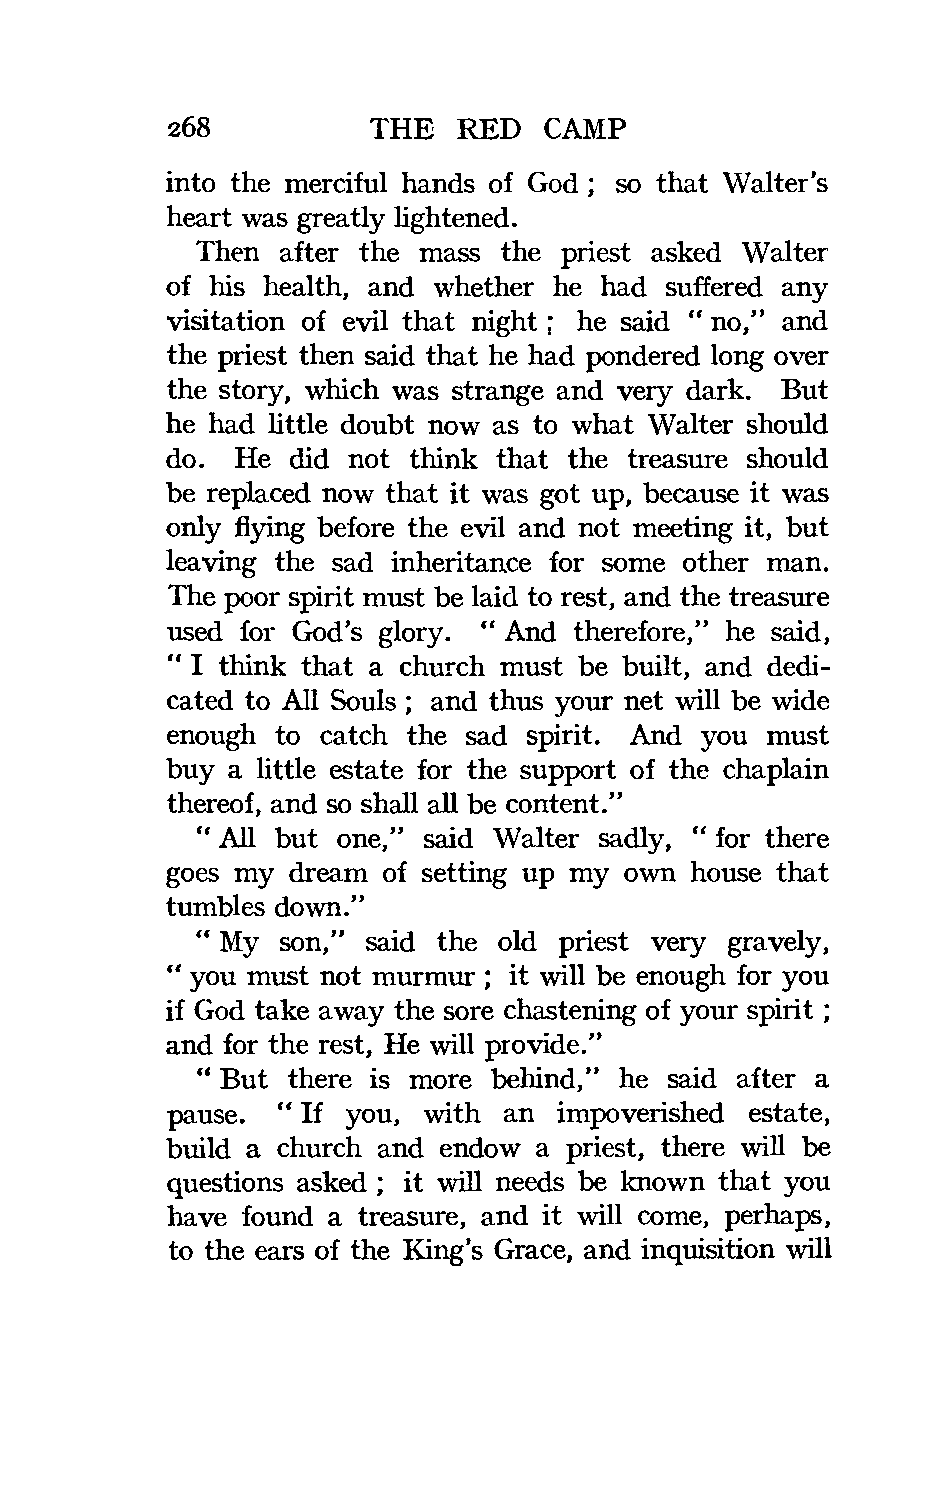 268 THE RED CAMP
into the merciful hands of God ; so that Walter's
heart was greatly lightened.
Then after the mass the priest asked Walter
of his health, and whether he had suffered any
visitation of evil that night ; he said " no," and
the priest then said that he had pondered long over
the story, which was strange and very dark. But
he had little doubt now as to what Walter should
do. He did not think that the treasure should
be replaced now that it was got up, because it was
only flying before the evil and not meeting it, but
leaving the sad inheritance for some other man.
The poor spirit must be laid to rest, and the treasure
used for God's glory. " And therefore," he said,
" I think that a church must be built, and dedi-
cated to All Souls ; and thus your net will be wide
enough to catch the sad spirit. And you must
buy a little estate for the support of the chaplain
thereof, and so shall all be content."
" All but one," said Walter sadly, " for there
goes my dream of setting up my own house that
tumbles down."
" My son," said the old priest very gravely,
" you must not murmur ; it will be enough for you
if God take away the sore chastening of your spirit ;
and for the rest, He will provide."
" But there is more behind," he said after a
pause. " If you, with an impoverished estate,
build a church and endow a priest, there will be
questions asked ; it will needs be known that you
have found a treasure, and it will come, perhaps,
to the ears of the King's Grace, and inquisition will